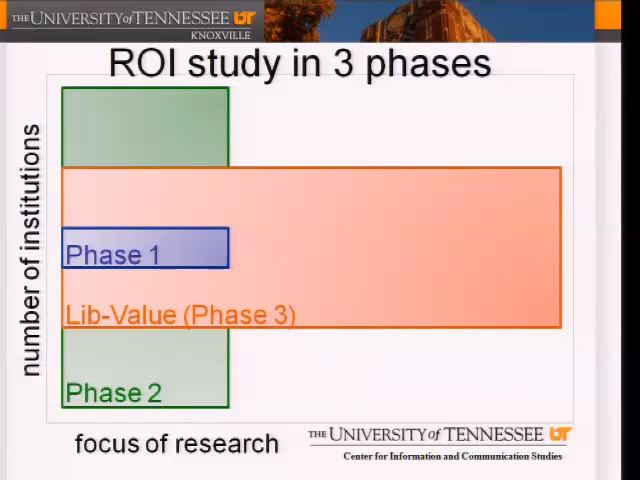 THE UNIVERSITY of TENNESSEE UT
KNOXVILLE
ROI study in 3 phases
number of institutions
Phase 1
Lib-Value (Phase 3)
Phase 2
focus of research
THE UNIVERSITY of TENNESSEE UT
Center for Information and Communication Studies